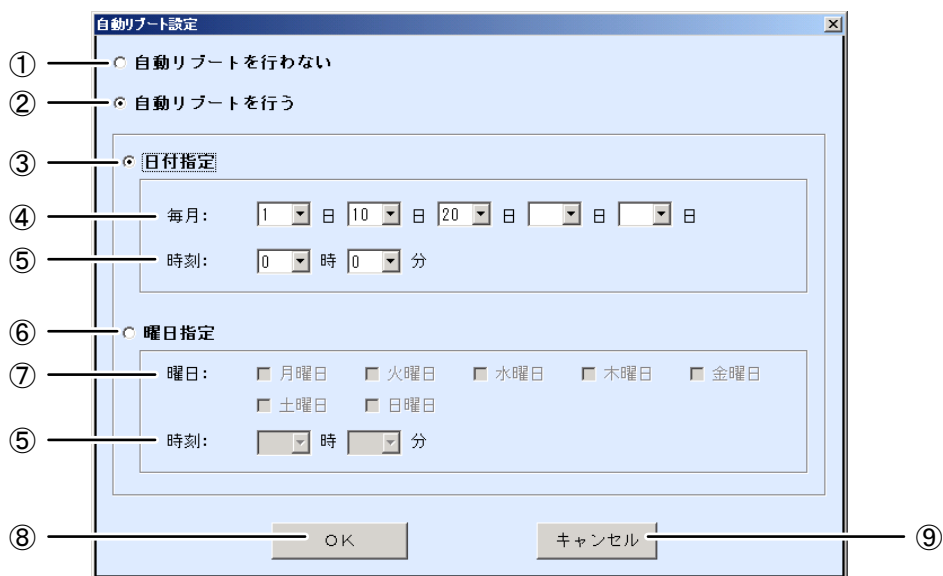 自動リブート設定
① 自動リブートを行わない
② 自動リブートを行う
③ 日付指定
④ 毎月: 1 日 10 日 20 日 日 日
⑤ 時刻: 0 時 0 分
⑥ 曜日指定
⑦ 曜日: 月曜日 火曜日 水曜日 木曜日 金曜日
土曜日 日曜日
⑤ 時刻: 時 分
⑧ OK キャンセル ⑨